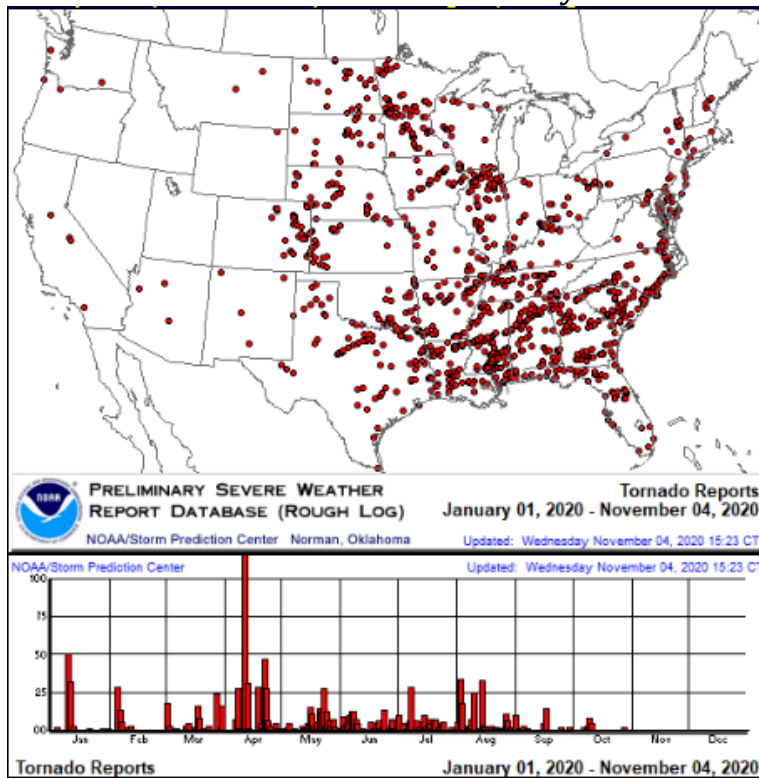 NOAA
PRELIMINARY SEVERE WEATHER
REPORT DATABASE (ROUGH LOG)
NOAA/Storm Prediction Center Norman, Oklahoma
Tornado Reports
January 01, 2020 - November 04, 2020
Updated: Wednesday November 04, 2020 15:23 CT
NOAA/Storm Prediction Center
Updated: Wednesday November 04, 2020 15:23 CT
100
75
50
25
00
Jan Feb Mar Apr May Jun Jul Aug Sep Oct Nov Dec
Tornado Reports
January 01, 2020 - November 04, 2020